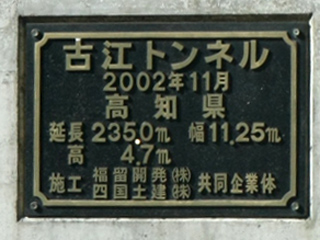 古江トンネル
2002年11月
高知県
延長 235.0m 幅 11.25m
高 4.7m
施工 福留開発(株) 共同企業体
四国土建(株)